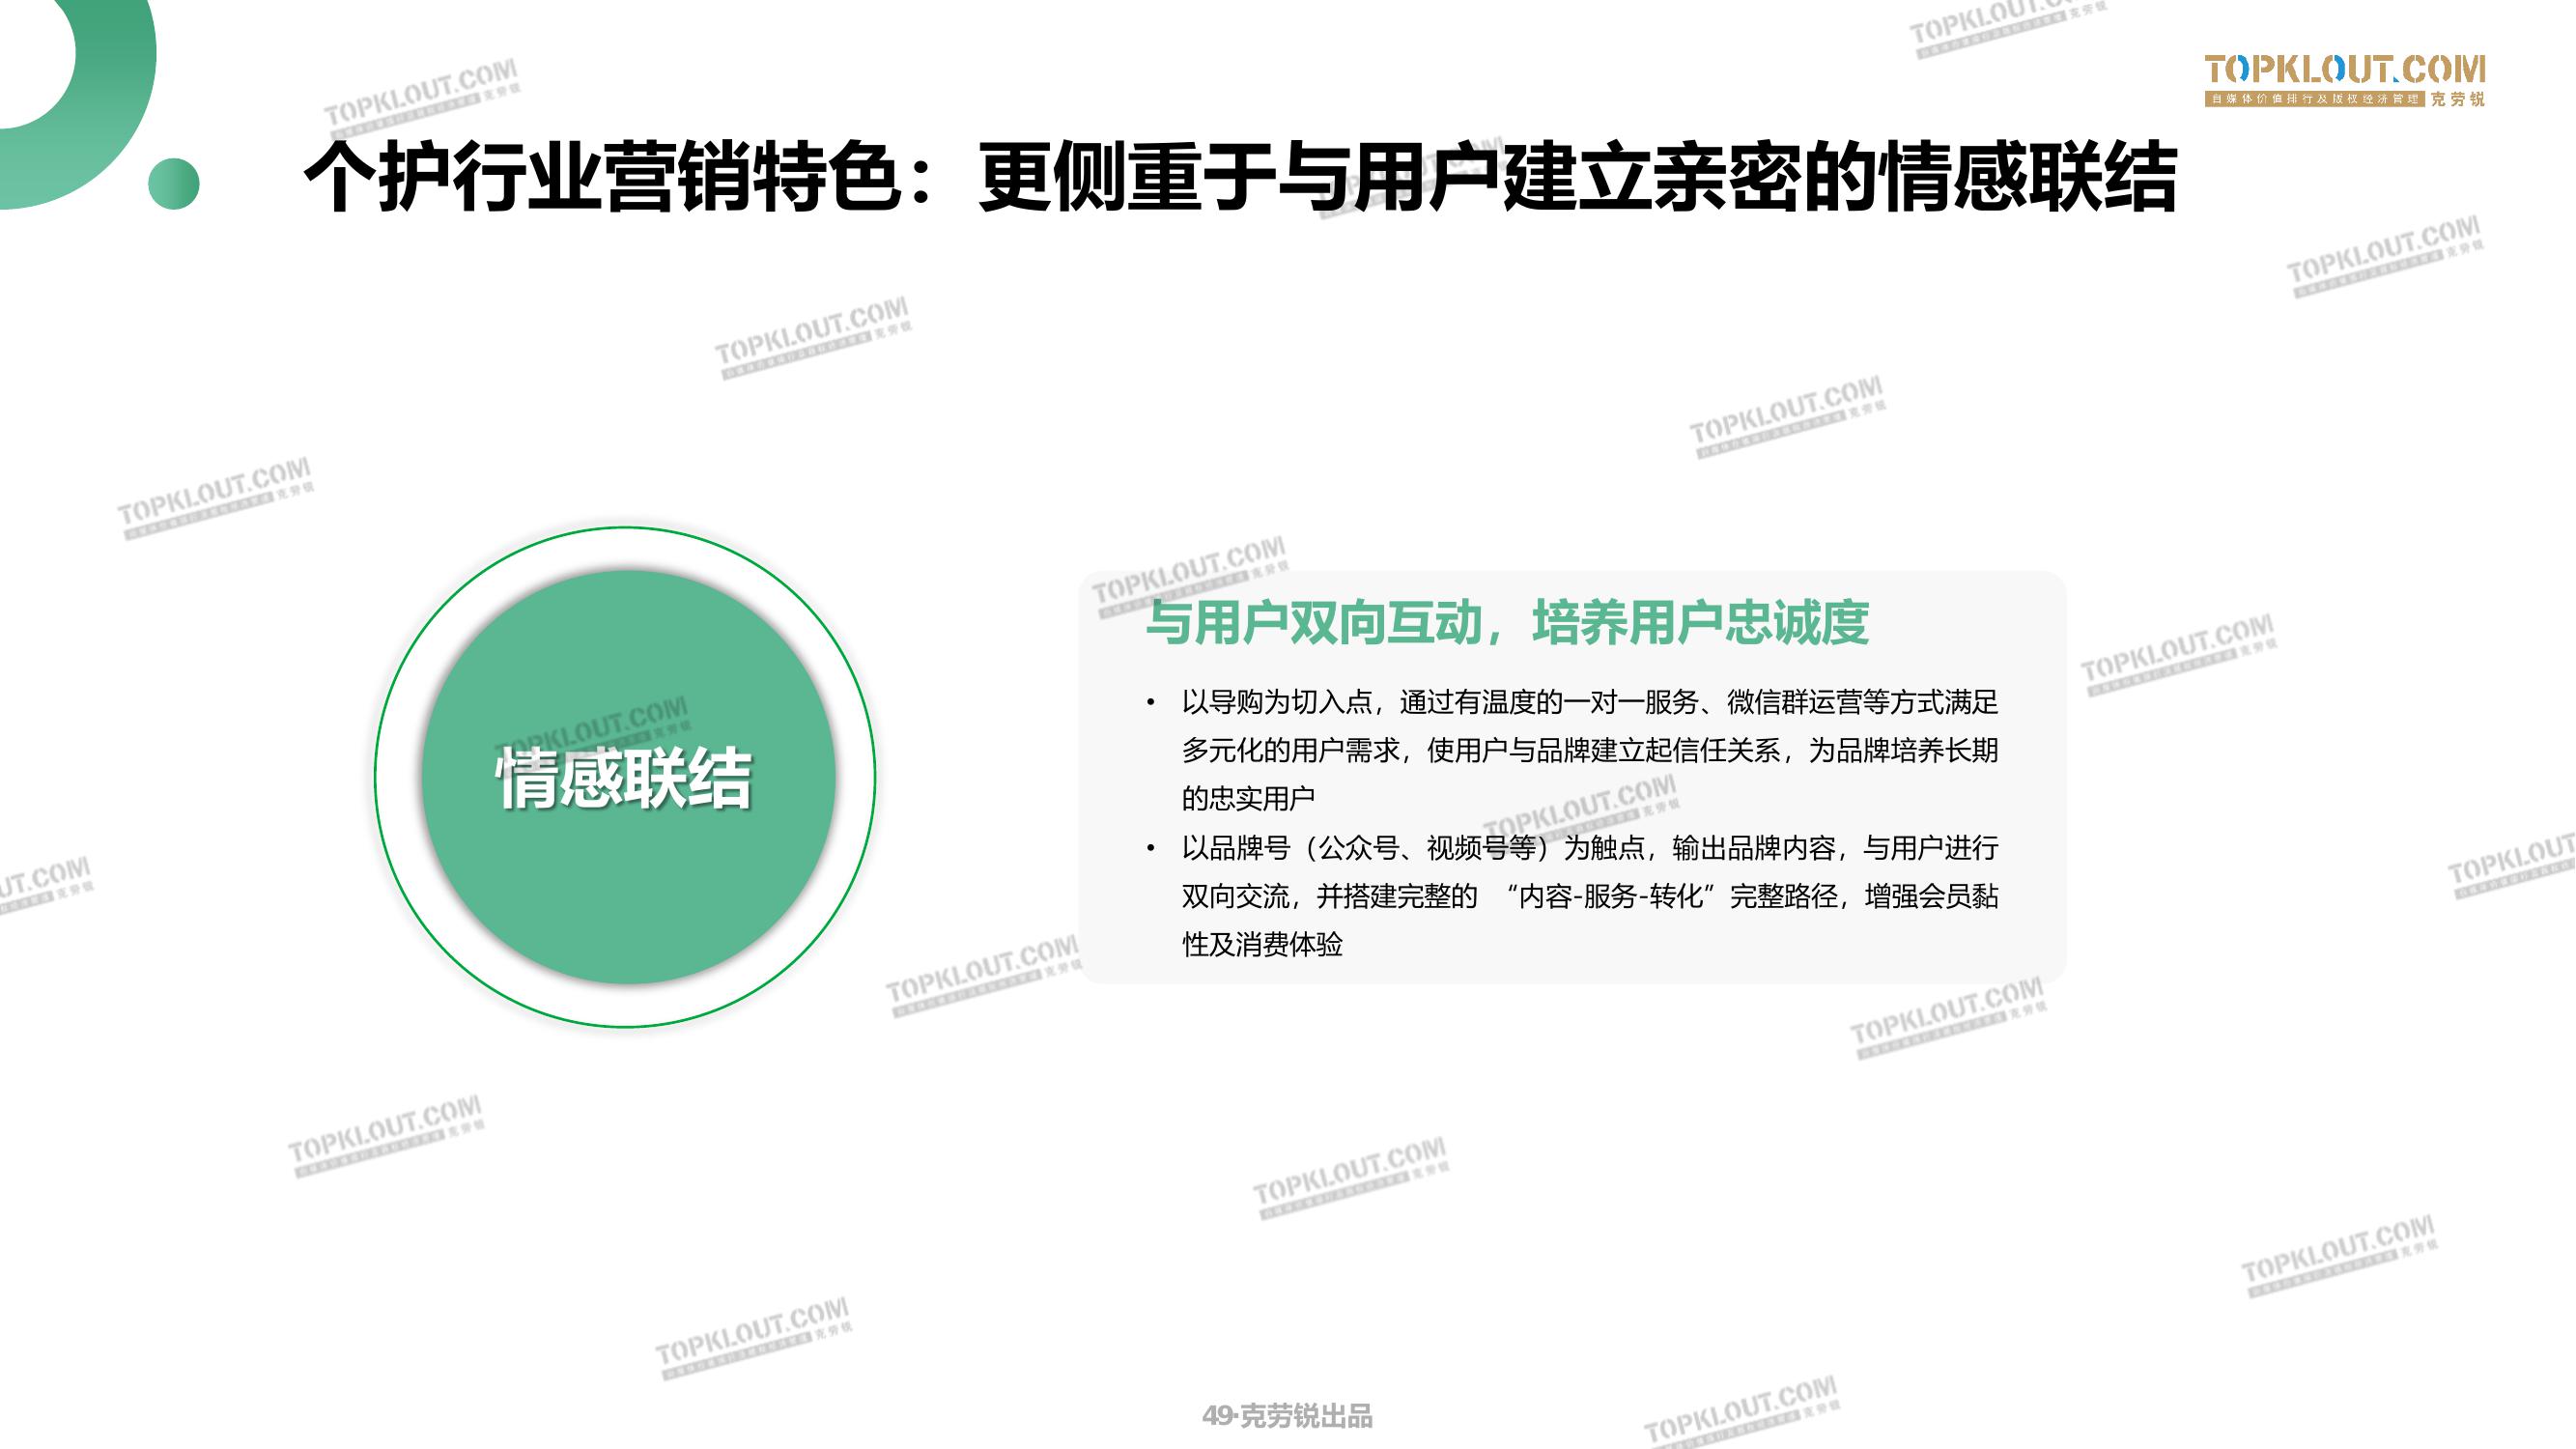 TOPKLOUT.COM
自媒体价值排行及版权经济管理 克劳锐
个护行业营销特色：更侧重于与用户建立亲密的情感联结
情感联结
与用户双向互动，培养用户忠诚度
• 以导购为切入点，通过有温度的一对一服务、微信群运营等方式满足
多元化的用户需求，使用户与品牌建立起信任关系，为品牌培养长期
的忠实用户
• 以品牌号（公众号、视频号等）为触点，输出品牌内容，与用户进行
双向交流，并搭建完整的 “内容-服务-转化”完整路径，增强会员黏
性及消费体验
49·克劳锐出品